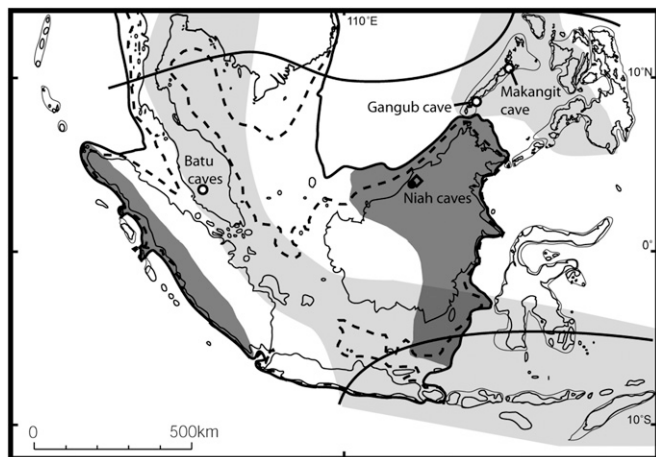 110°E
10°N
Makangit
cave
Gangub cave
Batu
caves
Niah caves
0°
0
500km
10°S